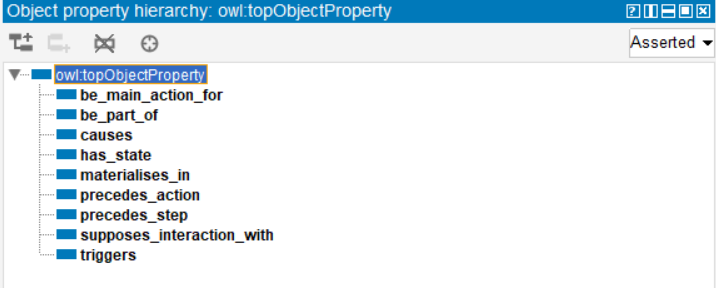 Object property hierarchy: owl:topObjectProperty
Asserted
owl:topObjectProperty
be_main_action_for
be_part_of
causes
has_state
materialises_in
precedes_action
precedes_step
supposes_interaction_with
triggers